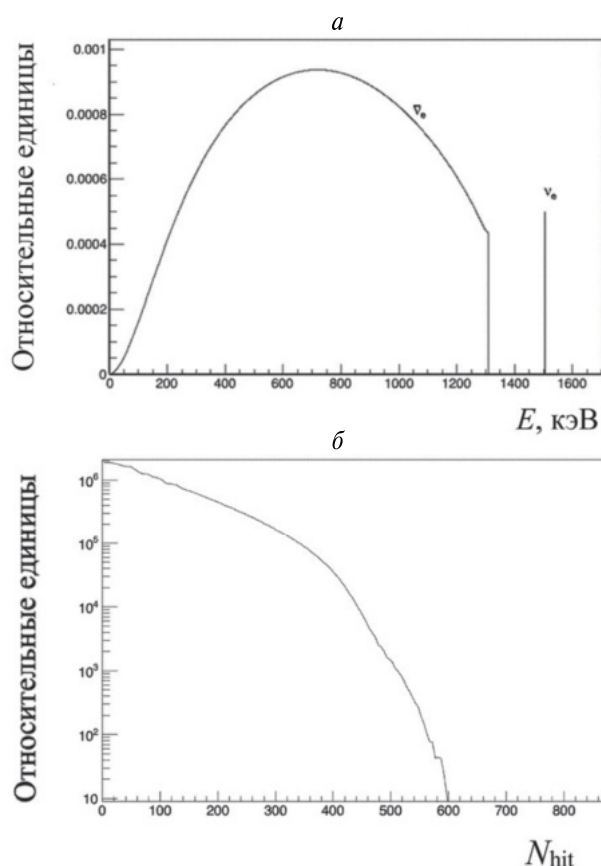 а
Относительные единицы
0.001
0.0008
0.0006
0.0004
0.0002
0
ν̄e
νe
0 200 400 600 800 1000 1200 1400 1600
E, кэВ
б
Относительные единицы
10⁶
10⁵
10⁴
10³
10²
10
0 100 200 300 400 500 600 700 800
Nhit